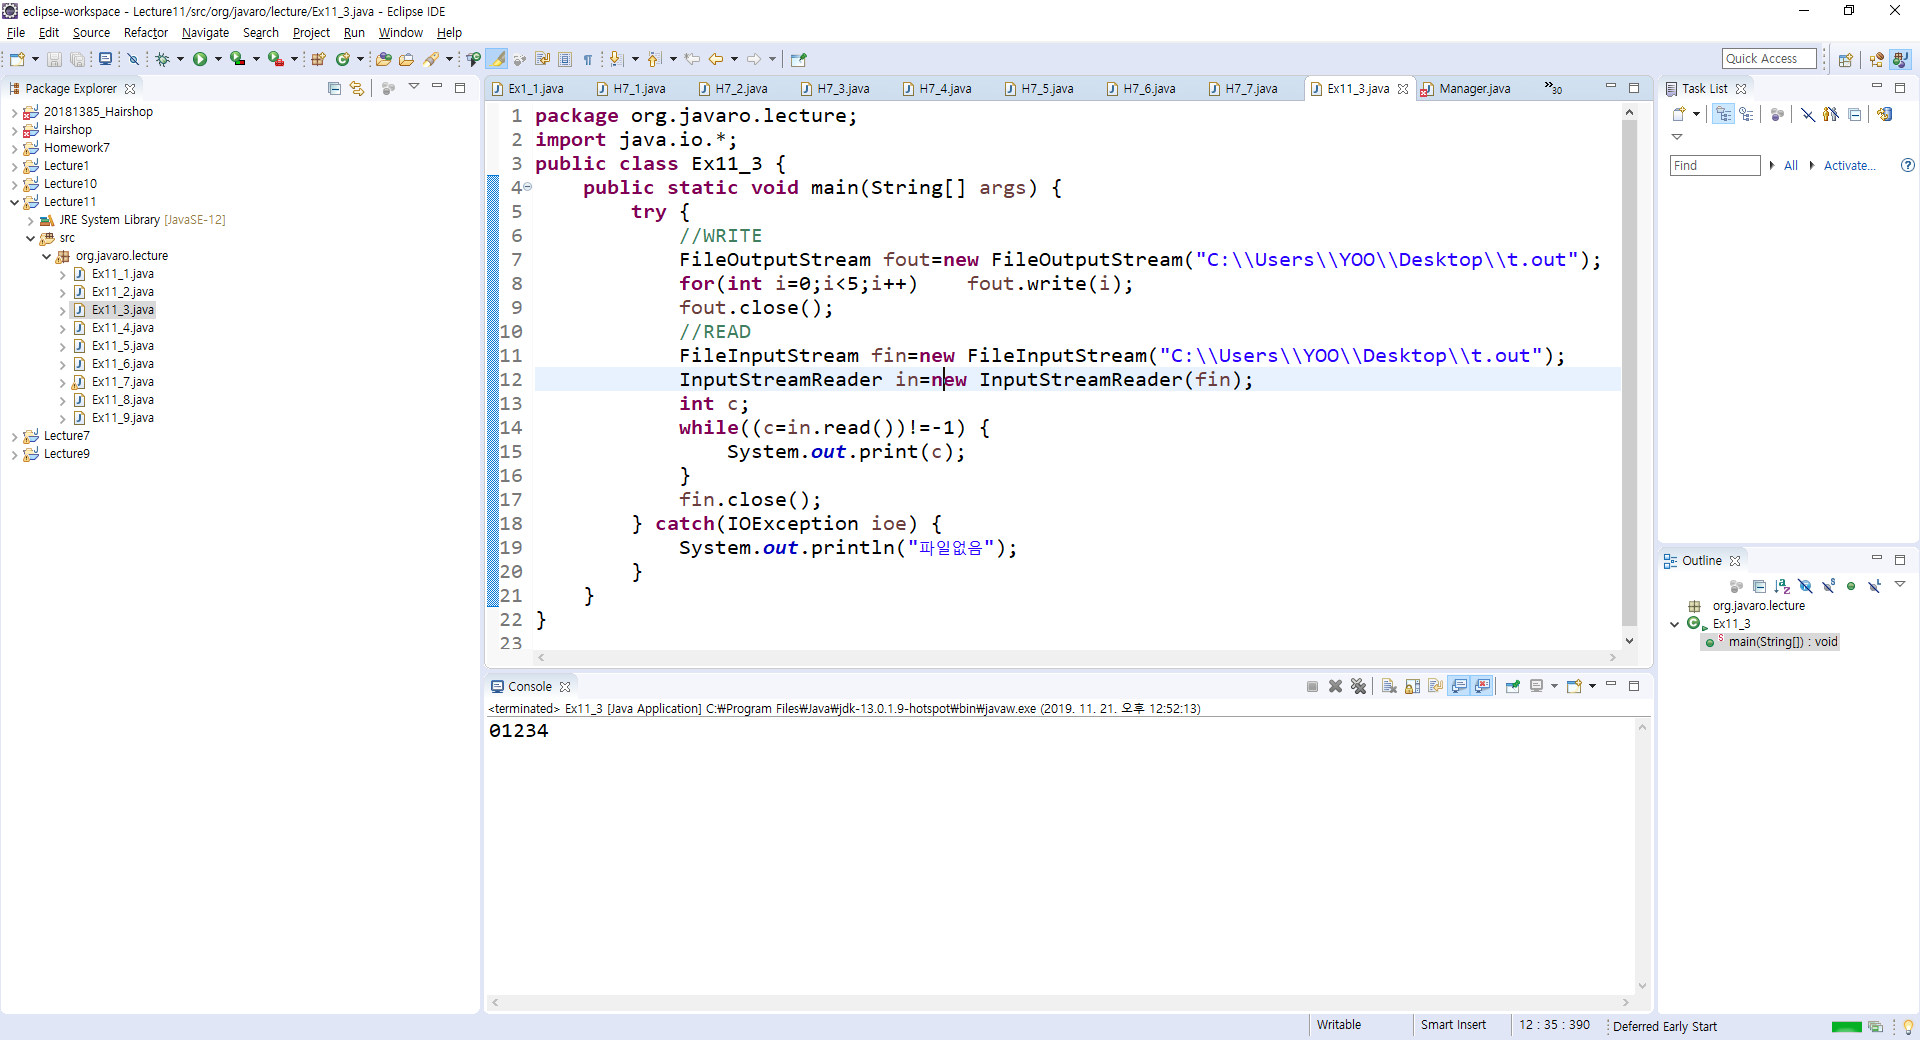 eclipse-workspace - Lecture11/src/org/javaro/lecture/Ex11_3.java - Eclipse IDE
File Edit Source Refactor Navigate Search Project Run Window Help
Quick Access
Package Explorer
20181385_Hairshop
Hairshop
Homework7
Lecture1
Lecture10
Lecture11
JRE System Library [JavaSE-12]
src
org.javaro.lecture
Ex11_1.java
Ex11_2.java
Ex11_3.java
Ex11_4.java
Ex11_5.java
Ex11_6.java
Ex11_7.java
Ex11_8.java
Ex11_9.java
Lecture7
Lecture9
Ex1_1.java H7_1.java H7_2.java H7_3.java H7_4.java H7_5.java H7_6.java H7_7.java Ex11_3.java Manager.java »30
1 package org.javaro.lecture;
2 import java.io.*;
3 public class Ex11_3 {
4 public static void main(String[] args) {
5 try {
6 //WRITE
7 FileOutputStream fout=new FileOutputStream("C:\\Users\\YOO\\Desktop\\t.out");
8 for(int i=0;i<5;i++) fout.write(i);
9 fout.close();
10 //READ
11 FileInputStream fin=new FileInputStream("C:\\Users\\YOO\\Desktop\\t.out");
12 InputStreamReader in=new InputStreamReader(fin);
13 int c;
14 while((c=in.read())!=-1) {
15 System.out.print(c);
16 }
17 fin.close();
18 } catch(IOException ioe) {
19 System.out.println("파일없음");
20 }
21 }
22 }
23
Console
<terminated> Ex11_3 [Java Application] C:₩Program Files₩Java₩jdk-13.0.1.9-hotspot₩bin₩javaw.exe (2019. 11. 21. 오후 12:52:13)
01234
Task List
Find All Activate...
Outline
org.javaro.lecture
Ex11_3
main(String[]) : void
Writable Smart Insert 12 : 35 : 390 Deferred Early Start